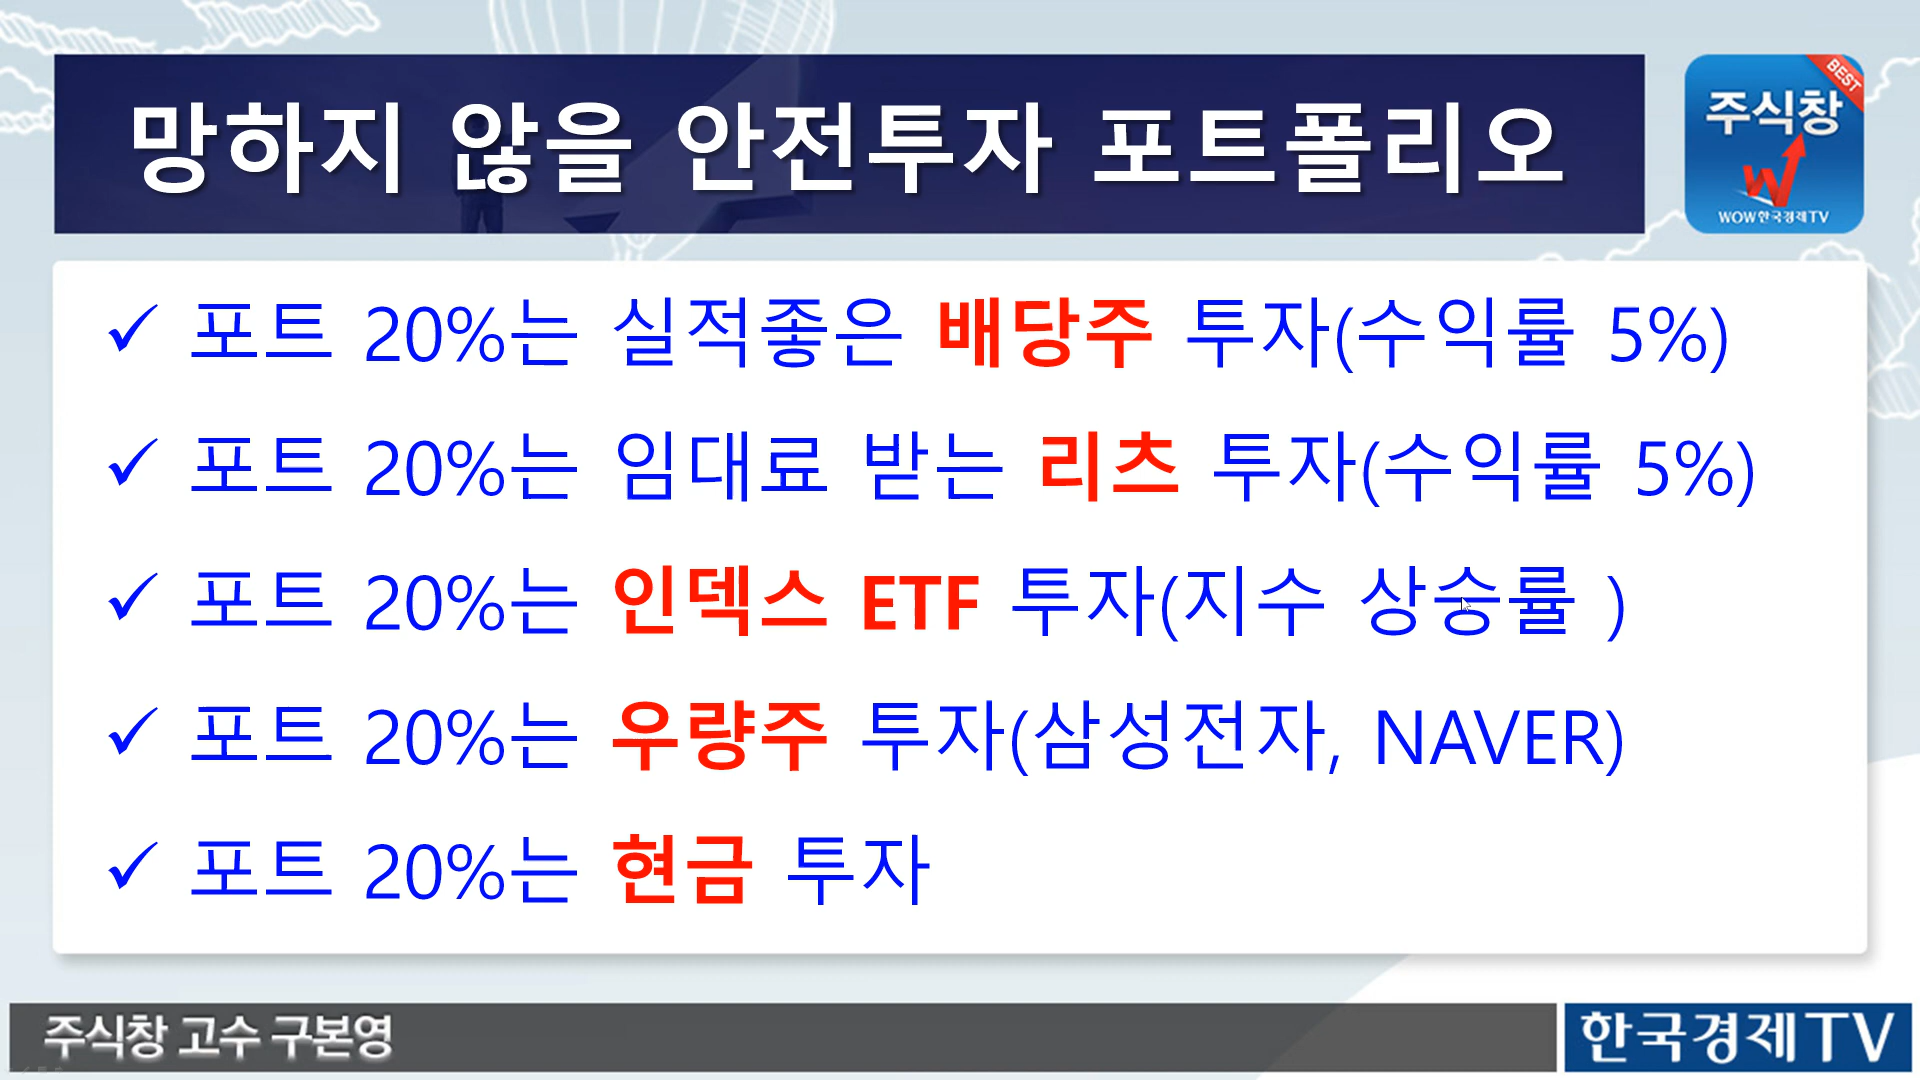 망하지 않을 안전투자 포트폴리오
BEST
주식창
WOW한국경제TV
✓ 포트 20%는 실적좋은 배당주 투자(수익률 5%)
✓ 포트 20%는 임대료 받는 리츠 투자(수익률 5%)
✓ 포트 20%는 인덱스 ETF 투자(지수 상승률 )
✓ 포트 20%는 우량주 투자(삼성전자, NAVER)
✓ 포트 20%는 현금 투자
주식창 고수 구본영
한국경제TV